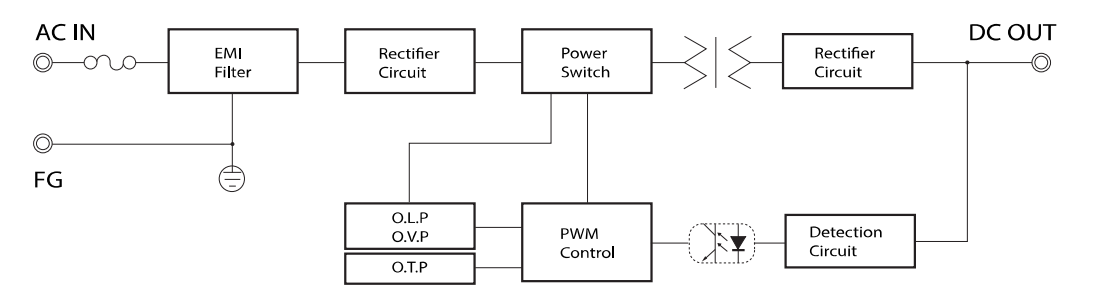 AC IN
DC OUT
EMI
Filter
Rectifier
Circuit
Power
Switch
Rectifier
Circuit
FG
O.L.P
O.V.P
O.T.P
PWM
Control
Detection
Circuit